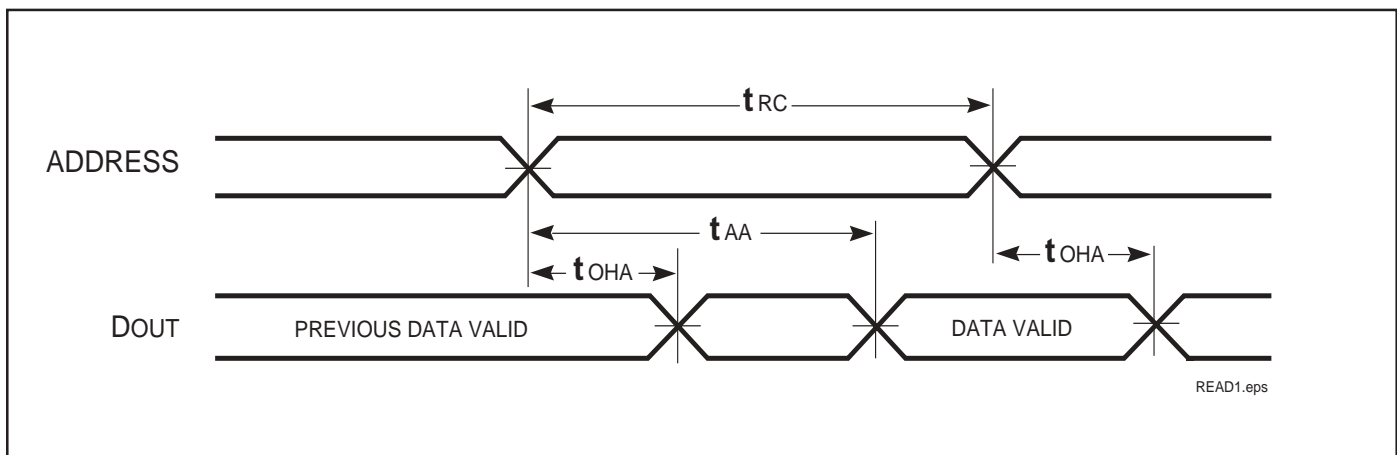 tRC
ADDRESS
tAA
tOHA
tOHA
DOUT
PREVIOUS DATA VALID
DATA VALID
READ1.eps